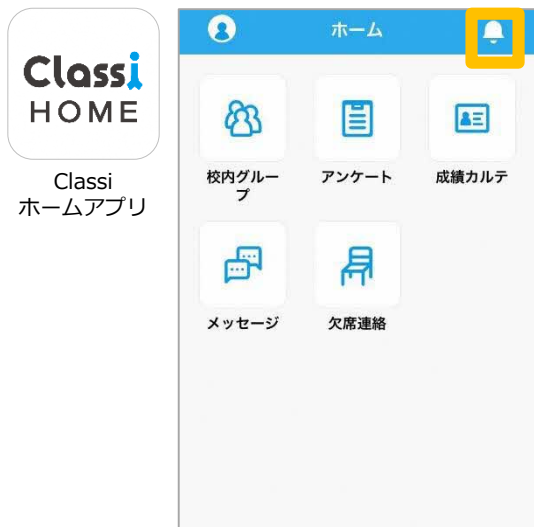 Classi
HOME
Classi
ホームアプリ
ホーム
校内グルー
プ
アンケート
成績カルテ
メッセージ
欠席連絡